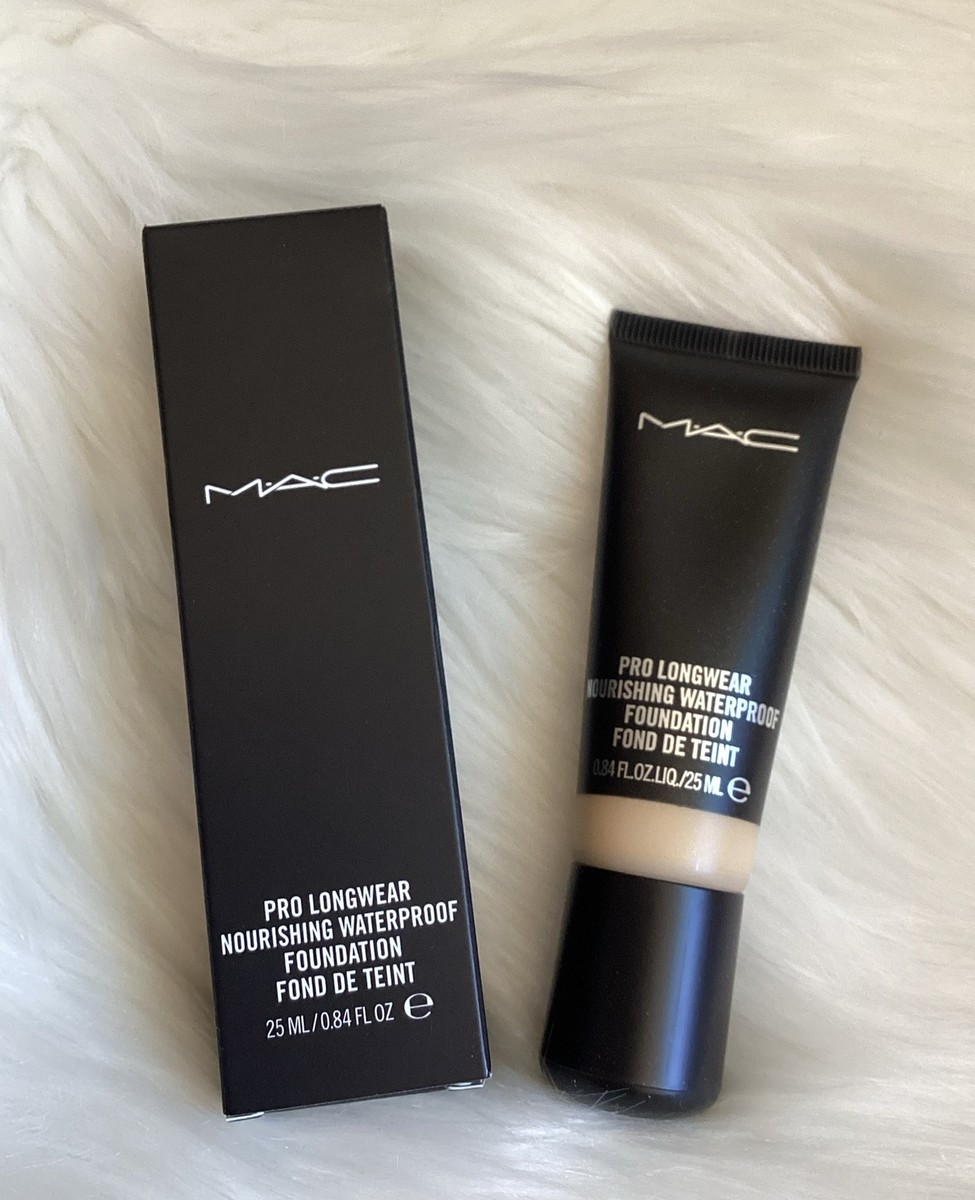 M·A·C
PRO LONGWEAR
NOURISHING WATERPROOF
FOUNDATION
FOND DE TEINT
25 ML / 0.84 FL OZ ℮
M·A·C
PRO LONGWEAR
NOURISHING WATERPROOF
FOUNDATION
FOND DE TEINT
0.84 FL.OZ.LIQ./25 ML ℮